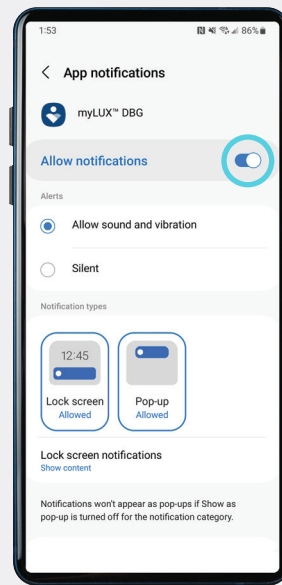 1:53 86%
App notifications
myLUX™ DBG
Allow notifications
Alerts
Allow sound and vibration
Silent
Notification types
12:45
Lock screen
Allowed
Pop-up
Allowed
Lock screen notifications
Show content
Notifications won't appear as pop-ups if Show as
pop-up is turned off for the notification category.